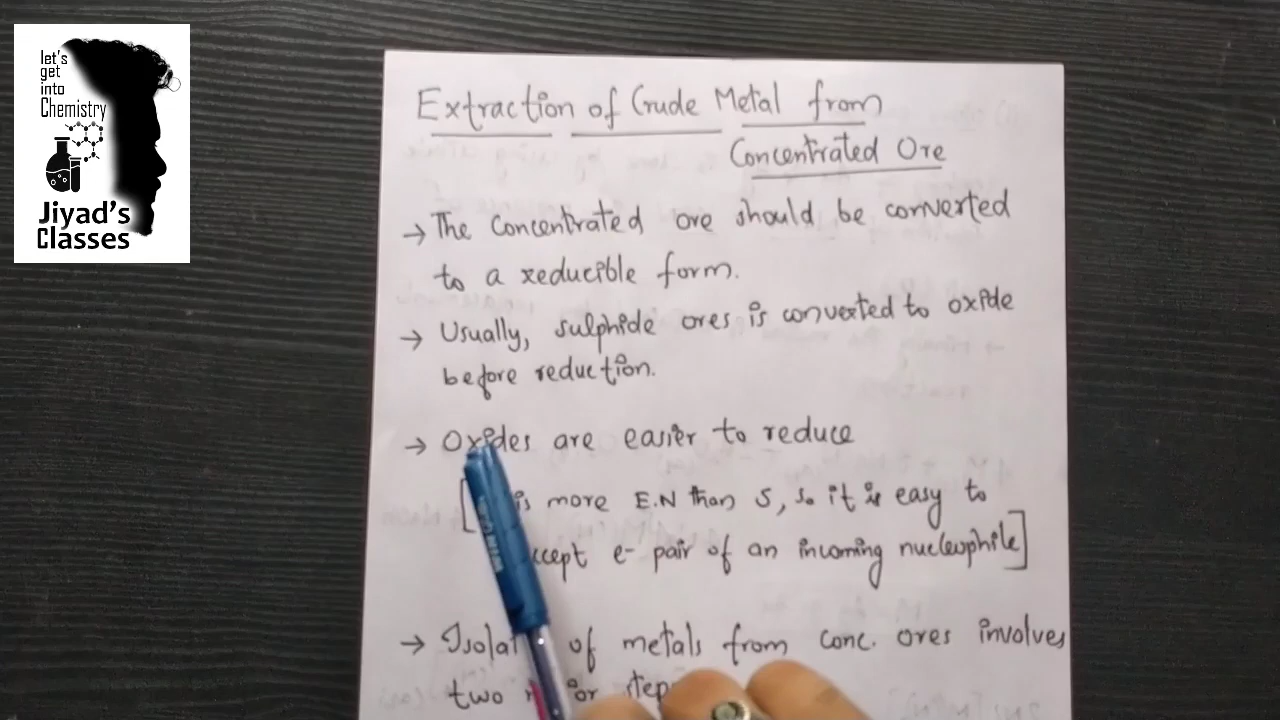 let's
get
into
Chemistry
Jiyad's
Classes
Extraction of Crude Metal from
Concentrated Ore
→ The Concentrated ore should be converted
to a reducible form.
→ Usually, sulphide ores is converted to oxide
before reduction.
→ Oxides are easier to reduce
[ is more E.N than S, so it is easy to
e- pair of an incoming nucleophile]
→ of metals from conc. ores involves
two